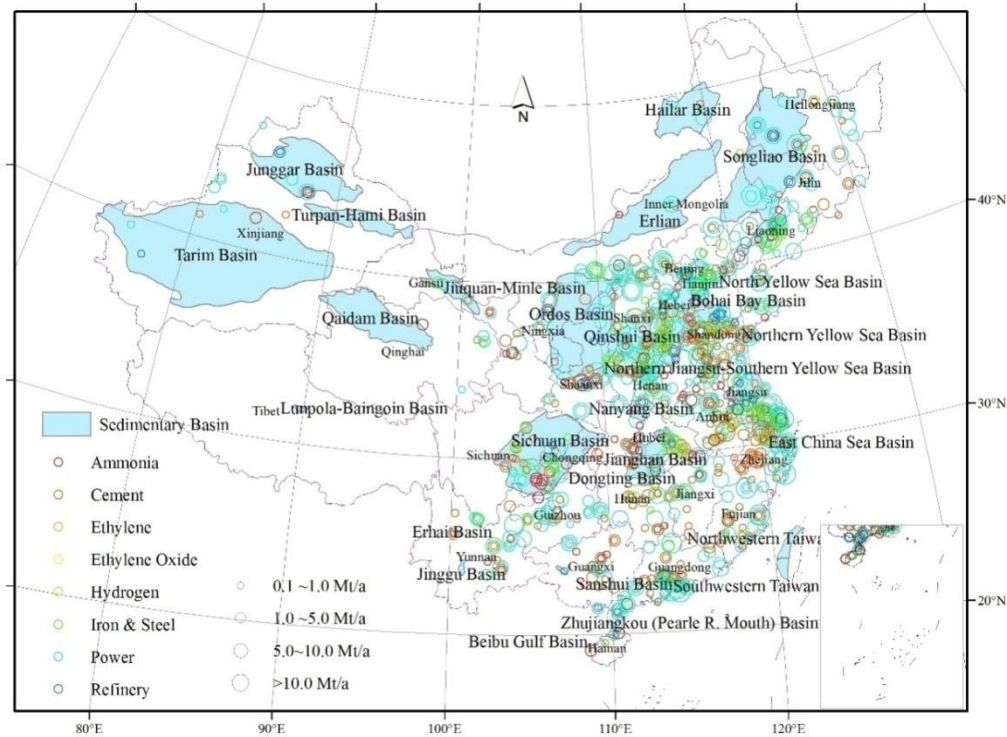 N
Hailar Basin
Heilongjiang
Songliao Basin
Junggar Basin
Jilin
40°N
Turpan-Hami Basin
Inner Mongolia
Erlian
Xinjiang
Liaoning
Tarim Basin
Beijing
Gansu
Jiuquan-Minle Basin
Tianjin
North Yellow Sea Basin
Hebei
Bohai Bay Basin
Qaidam Basin
Ordos Basin
Shanxi
Ningxia
Qinshui Basin
Shandong
Northern Yellow Sea Basin
Qinghai
Northern Jiangsu-Southern Yellow Sea Basin
Shaanxi
Henan
Jiangsu
30°N
Tibet
Lunpola-Baingoin Basin
Nanyang Basin
Anhui
Sedimentary Basin
Sichuan Basin
Hubei
East China Sea Basin
Sichuan
Chongqing
Jianghan Basin
Zhejiang
Ammonia
Dongting Basin
Cement
Hunan
Jiangxi
Guizhou
Fujian
Ethylene
Erhai Basin
Northwestern Taiwa
Ethylene Oxide
Yunnan
Guangxi
Guangdong
Jinggu Basin
Sanshui Basin
Southwestern Taiwan
Hydrogen
0.1 ~1.0 Mt/a
20°N
Iron & Steel
1.0 ~5.0 Mt/a
Zhujiangkou (Pearle R. Mouth) Basin
Beibu Gulf Basin
Hainan
Power
5.0~10.0 Mt/a
Refinery
>10.0 Mt/a
80°E
90°E
100°E
110°E
120°E